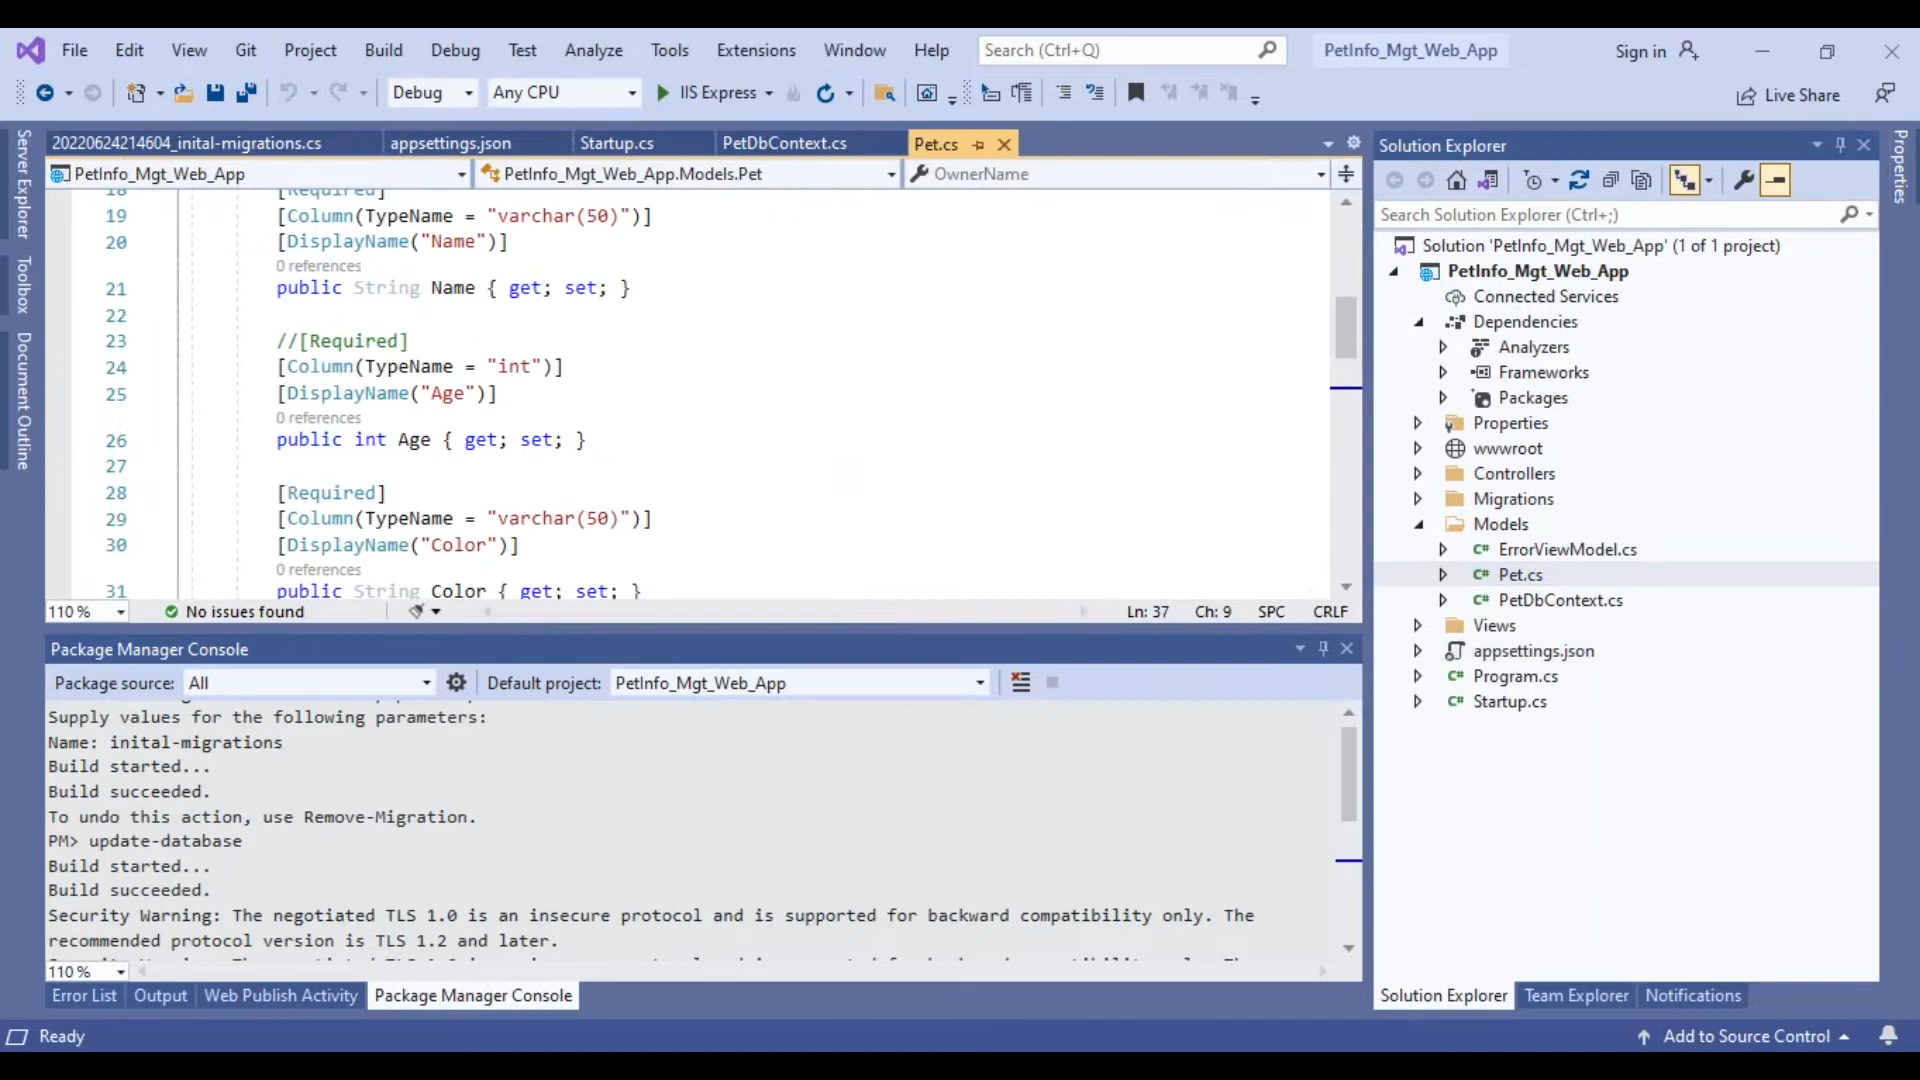 File Edit View Git Project Build Debug Test Analyze Tools Extensions Window Help Search (Ctrl+Q) PetInfo_Mgt_Web_App Sign in
Debug Any CPU IIS Express Live Share
Server Explorer
Toolbox
Document Outline
20220624214604_inital-migrations.cs appsettings.json Startup.cs PetDbContext.cs Pet.cs
PetInfo_Mgt_Web_App PetInfo_Mgt_Web_App.Models.Pet OwnerName
18 [Required]
19 [Column(TypeName = "varchar(50)")]
20 [DisplayName("Name")]
0 references
21 public String Name { get; set; }
22
23 //[Required]
24 [Column(TypeName = "int")]
25 [DisplayName("Age")]
0 references
26 public int Age { get; set; }
27
28 [Required]
29 [Column(TypeName = "varchar(50)")]
30 [DisplayName("Color")]
0 references
31 public String Color { get; set; }
110 % No issues found Ln: 37 Ch: 9 SPC CRLF
Package Manager Console
Package source: All Default project: PetInfo_Mgt_Web_App
Supply values for the following parameters:
Name: inital-migrations
Build started...
Build succeeded.
To undo this action, use Remove-Migration.
PM> update-database
Build started...
Build succeeded.
Security Warning: The negotiated TLS 1.0 is an insecure protocol and is supported for backward compatibility only. The
recommended protocol version is TLS 1.2 and later.
110 %
Error List Output Web Publish Activity Package Manager Console
Solution Explorer
Search Solution Explorer (Ctrl+;)
Solution 'PetInfo_Mgt_Web_App' (1 of 1 project)
PetInfo_Mgt_Web_App
Connected Services
Dependencies
Analyzers
Frameworks
Packages
Properties
wwwroot
Controllers
Migrations
Models
C# ErrorViewModel.cs
C# Pet.cs
C# PetDbContext.cs
Views
appsettings.json
C# Program.cs
C# Startup.cs
Solution Explorer Team Explorer Notifications
Properties
Ready Add to Source Control